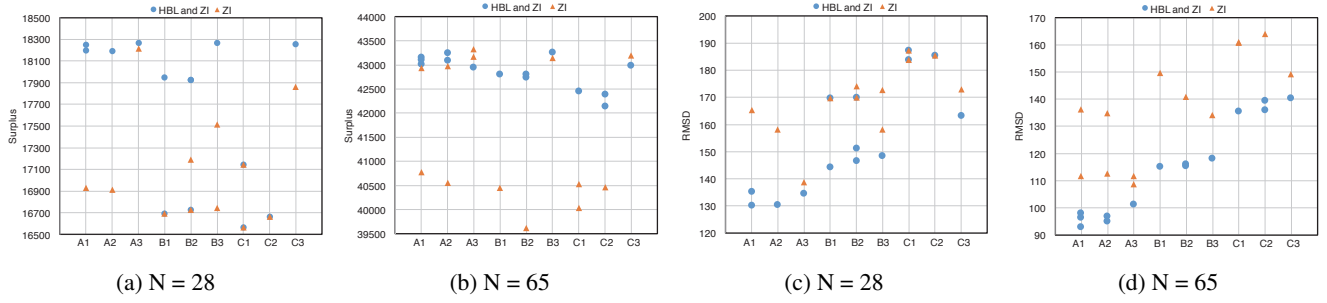 HBL and ZI ZI
18500
18300
18100
17900
17700
17500
17300
17100
16900
16700
16500
Surplus
A1 A2 A3 B1 B2 B3 C1 C2 C3
(a) N = 28
HBL and ZI ZI
44000
43500
43000
42500
42000
41500
41000
40500
40000
39500
Surplus
A1 A2 A3 B1 B2 B3 C1 C2 C3
(b) N = 65
HBL and ZI ZI
200
190
180
170
160
150
140
130
120
RMSD
A1 A2 A3 B1 B2 B3 C1 C2 C3
(c) N = 28
HBL and ZI ZI
170
160
150
140
130
120
110
100
90
RMSD
A1 A2 A3 B1 B2 B3 C1 C2 C3
(d) N = 65